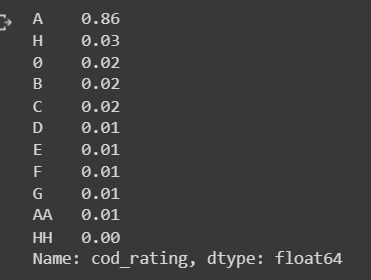 A 0.86
H 0.03
0 0.02
B 0.02
C 0.02
D 0.01
E 0.01
F 0.01
G 0.01
AA 0.01
HH 0.00
Name: cod_rating, dtype: float64